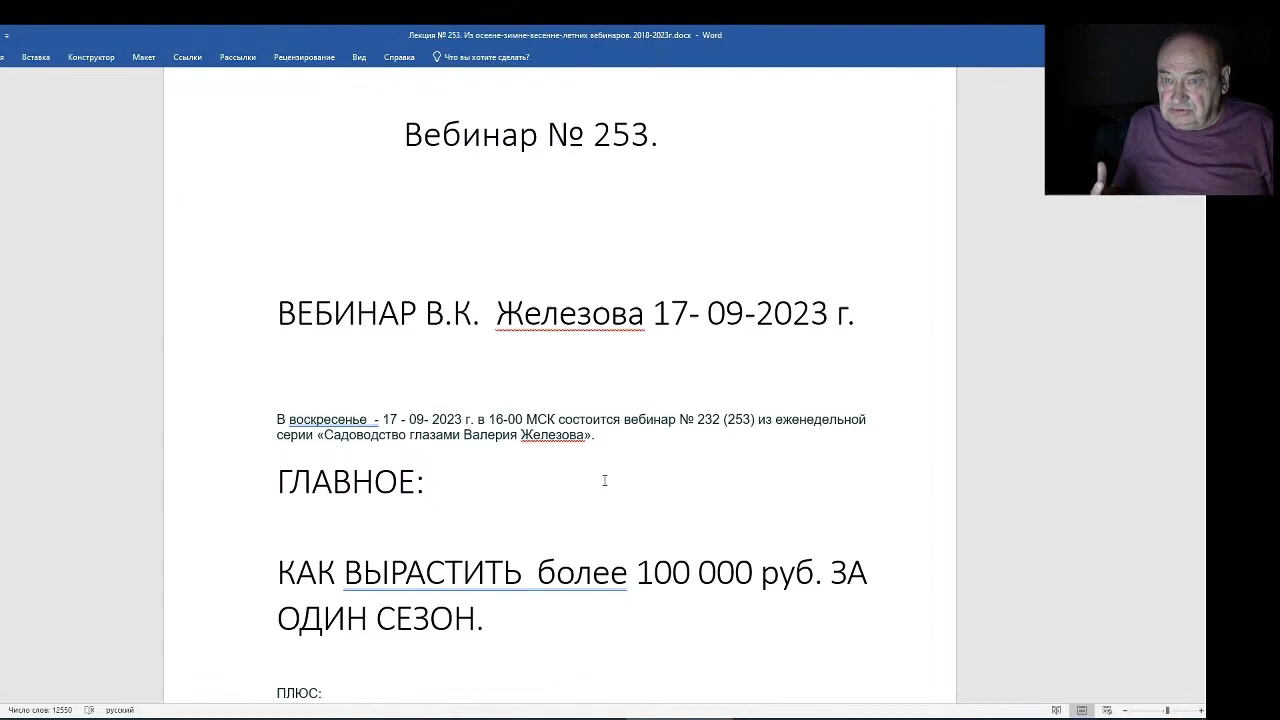 Лекция № 253. Из осеене-зимне-весенне-летних вебинаров. 2018-2023г.docx - Word
я Вставка Конструктор Макет Ссылки Рассылки Рецензирование Вид Справка Что вы хотите сделать?
Вебинар № 253.
ВЕБИНАР В.К. Железова 17- 09-2023 г.
В воскресенье - 17 - 09- 2023 г. в 16-00 МСК состоится вебинар № 232 (253) из еженедельной
серии «Садоводство глазами Валерия Железова».
ГЛАВНОЕ:
КАК ВЫРАСТИТЬ более 100 000 руб. ЗА
ОДИН СЕЗОН.
ПЛЮС:
Число слов: 12550 русский